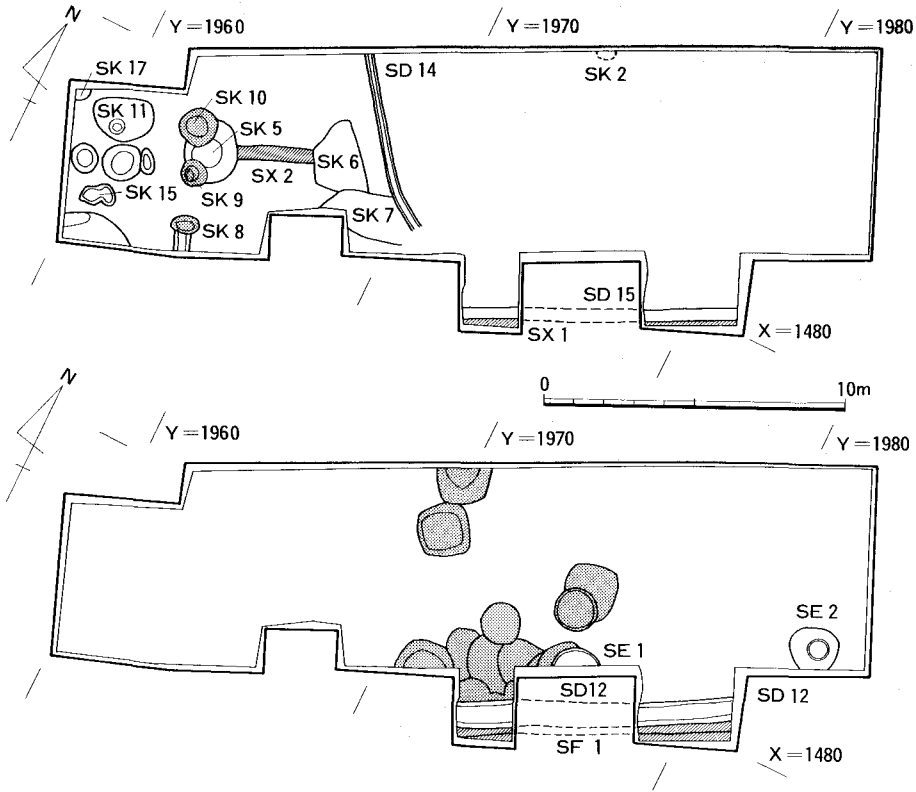 N
Y=1960
Y=1970
Y=1980
SK 17
SK 10
SD 14
SK 2
SK 11
SK 5
SK 6
SX 2
SK 15
SK 9
SK 7
SK 8
SD 15
SX 1
X=1480
0 10m
N
Y=1960
Y=1970
Y=1980
SE 2
SE 1
SD12
SD 12
SF 1
X=1480